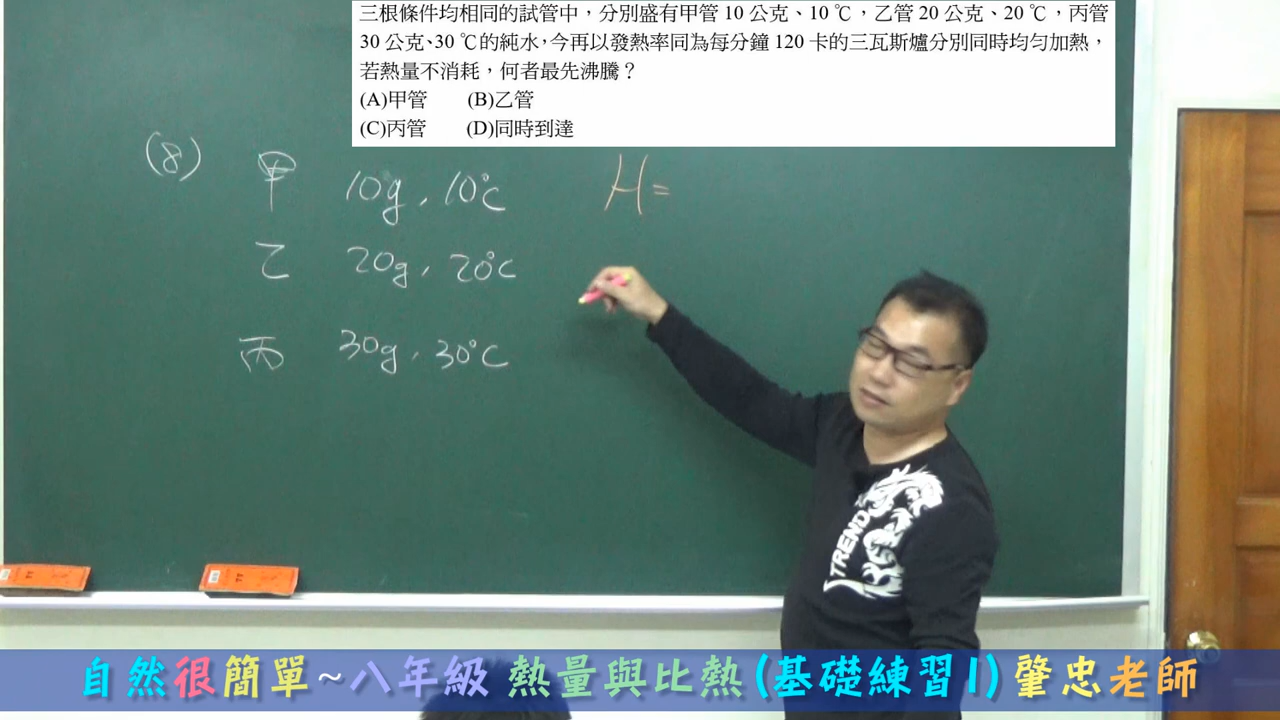 三根條件均相同的試管中，分別盛有甲管 10 公克、10 ℃，乙管 20 公克、20 ℃，丙管
30 公克、30 ℃的純水，今再以發熱率同為每分鐘 120 卡的三瓦斯爐分別同時均勻加熱，
若熱量不消耗，何者最先沸騰？
(A)甲管 (B)乙管
(C)丙管 (D)同時到達
(8) 甲 10g, 10℃ H=
乙 20g, 20℃
丙 30g, 30℃
TREND
自然很簡單~八年級 熱量與比熱(基礎練習1)肇忠老師